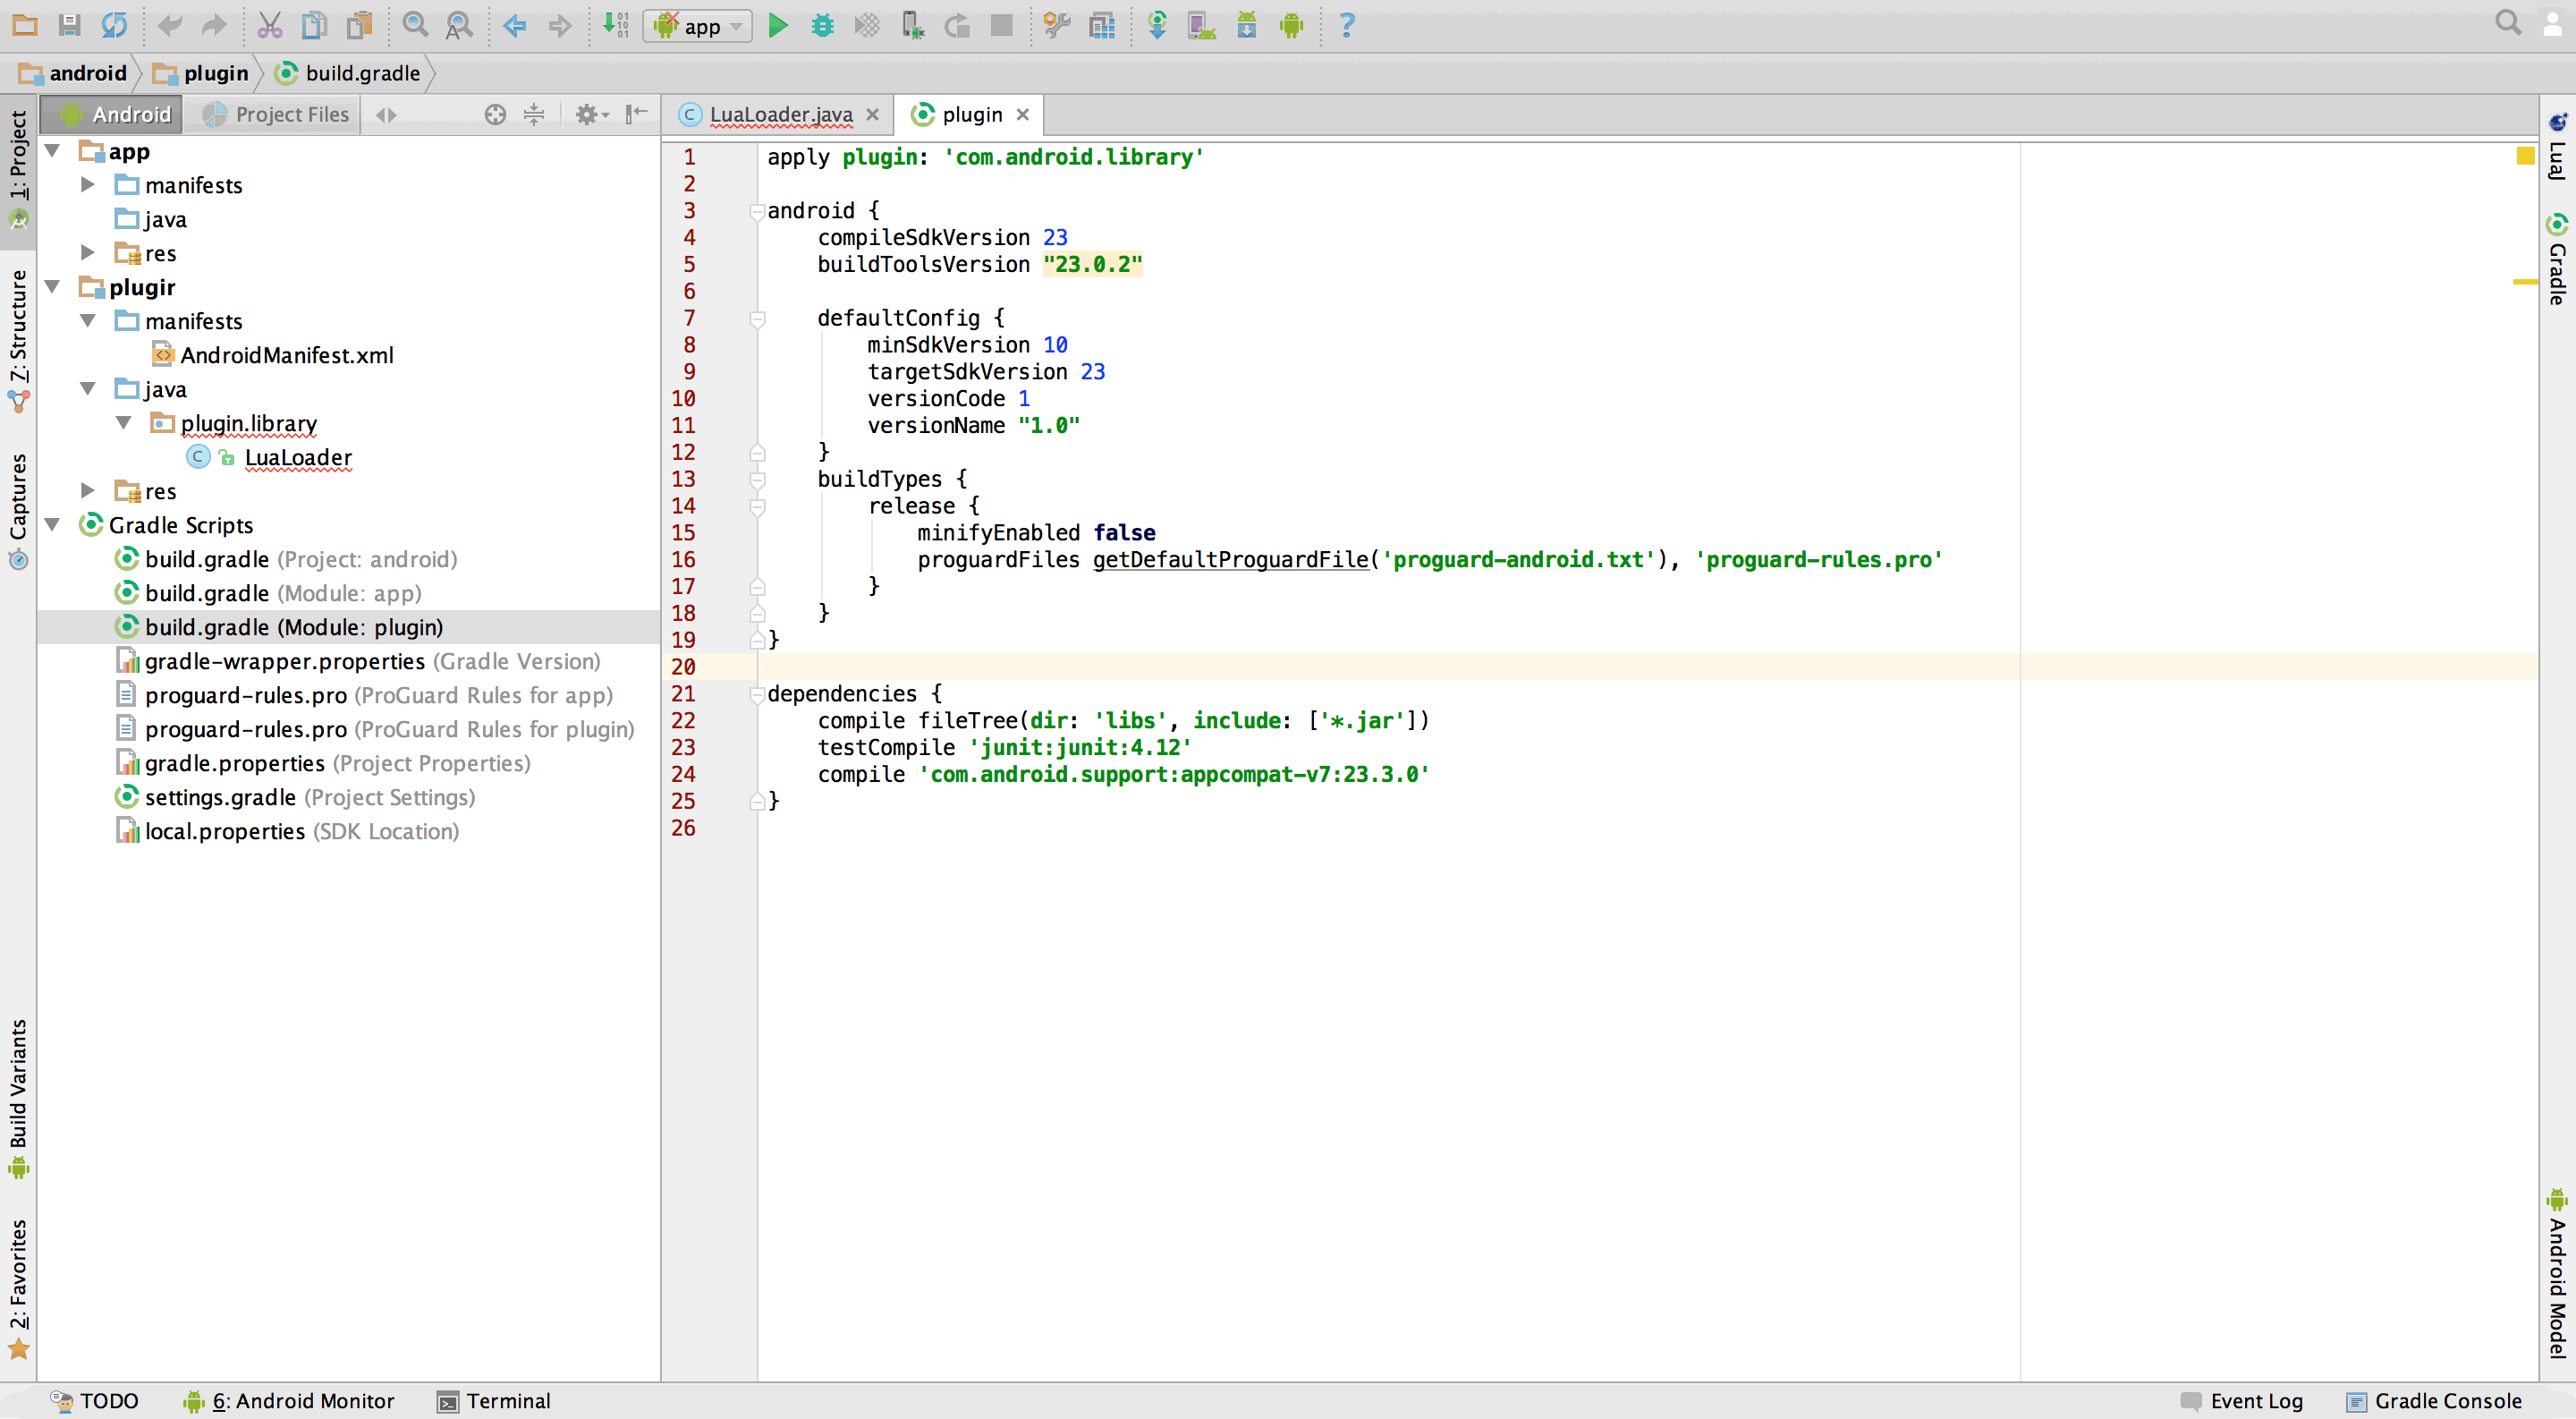 app
android
plugin
build.gradle
Android
Project Files
LuaLoader.java
plugin
1: Project
7: Structure
Captures
Build Variants
2: Favorites
app
manifests
java
res
plugir
manifests
AndroidManifest.xml
java
plugin.library
C LuaLoader
res
Gradle Scripts
build.gradle (Project: android)
build.gradle (Module: app)
build.gradle (Module: plugin)
gradle-wrapper.properties (Gradle Version)
proguard-rules.pro (ProGuard Rules for app)
proguard-rules.pro (ProGuard Rules for plugin)
gradle.properties (Project Properties)
settings.gradle (Project Settings)
local.properties (SDK Location)
1 apply plugin: 'com.android.library'
2
3 android {
4 compileSdkVersion 23
5 buildToolsVersion "23.0.2"
6
7 defaultConfig {
8 minSdkVersion 10
9 targetSdkVersion 23
10 versionCode 1
11 versionName "1.0"
12 }
13 buildTypes {
14 release {
15 minifyEnabled false
16 proguardFiles getDefaultProguardFile('proguard-android.txt'), 'proguard-rules.pro'
17 }
18 }
19 }
20
21 dependencies {
22 compile fileTree(dir: 'libs', include: ['*.jar'])
23 testCompile 'junit:junit:4.12'
24 compile 'com.android.support:appcompat-v7:23.3.0'
25 }
26
LuaJ
Gradle
Android Model
TODO
6: Android Monitor
Terminal
Event Log
Gradle Console